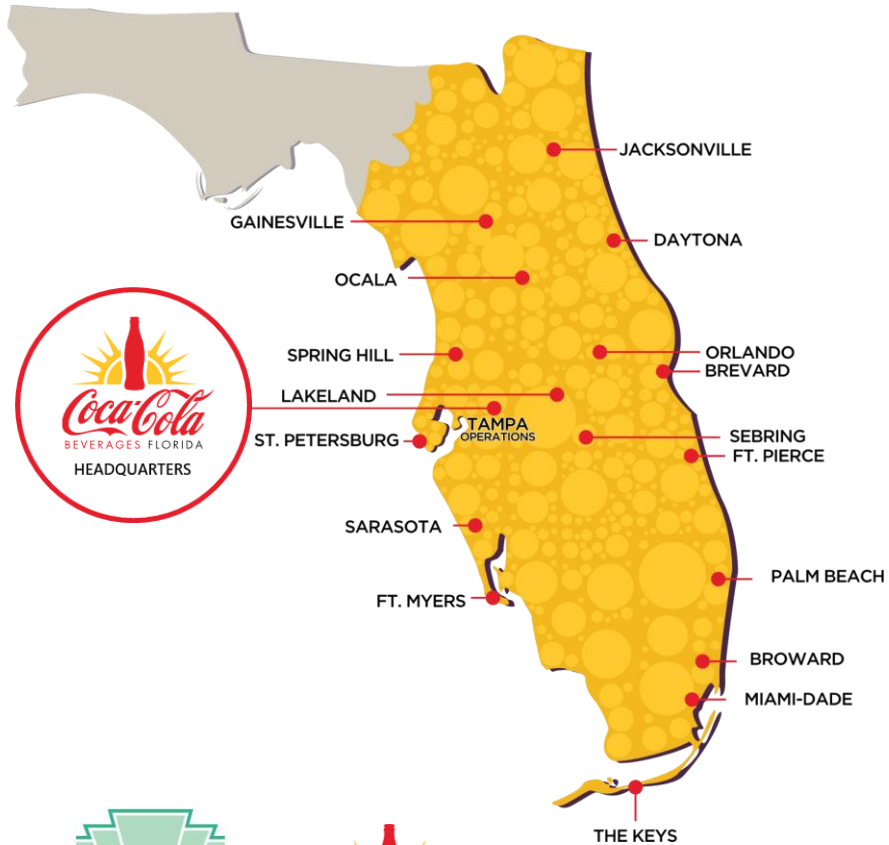 JACKSONVILLE
GAINESVILLE
DAYTONA
OCALA
SPRING HILL
ORLANDO
BREVARD
LAKELAND
Coca-Cola
BEVERAGES FLORIDA
HEADQUARTERS
TAMPA
OPERATIONS
ST. PETERSBURG
SEBRING
FT. PIERCE
SARASOTA
PALM BEACH
FT. MYERS
BROWARD
MIAMI-DADE
THE KEYS